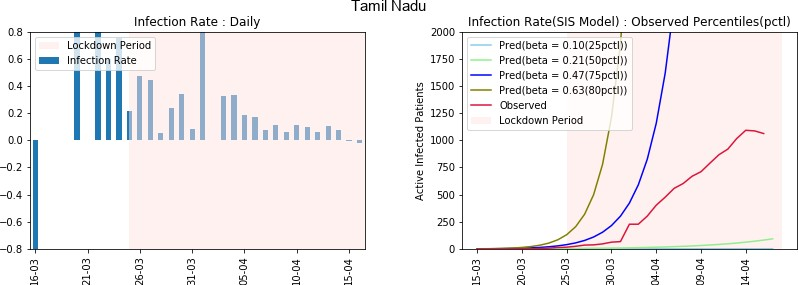 Tamil Nadu
Infection Rate : Daily
Lockdown Period
Infection Rate
0.8
0.6
0.4
0.2
0.0
−0.2
−0.4
−0.6
−0.8
16-03
21-03
26-03
31-03
05-04
10-04
15-04
Infection Rate(SIS Model) : Observed Percentiles(pctl)
Pred(beta = 0.10(25pctl))
Pred(beta = 0.21(50pctl))
Pred(beta = 0.47(75pctl))
Pred(beta = 0.63(80pctl))
Observed
Lockdown Period
Active Infected Patients
2000
1750
1500
1250
1000
750
500
250
0
15-03
20-03
25-03
30-03
04-04
09-04
14-04